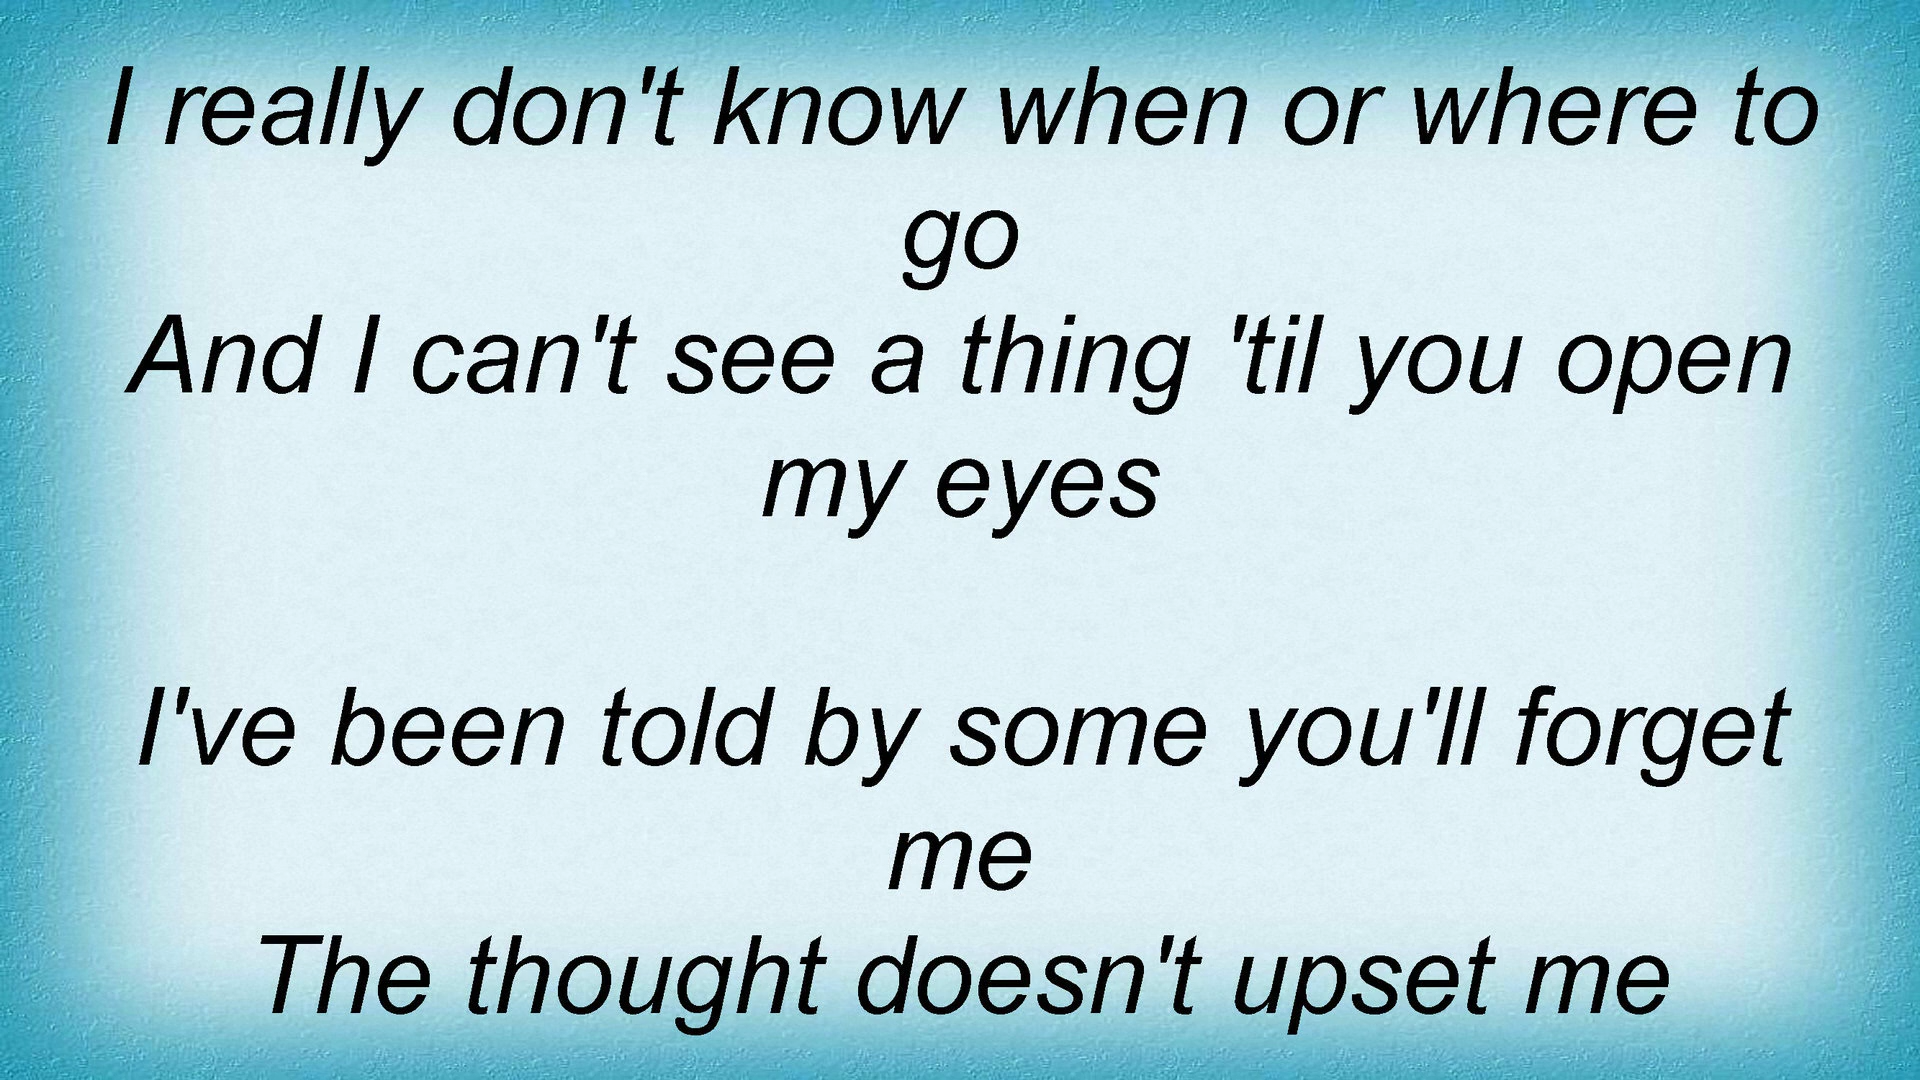 I really don't know when or where to
go
And I can't see a thing 'til you open
my eyes
I've been told by some you'll forget
me
The thought doesn't upset me